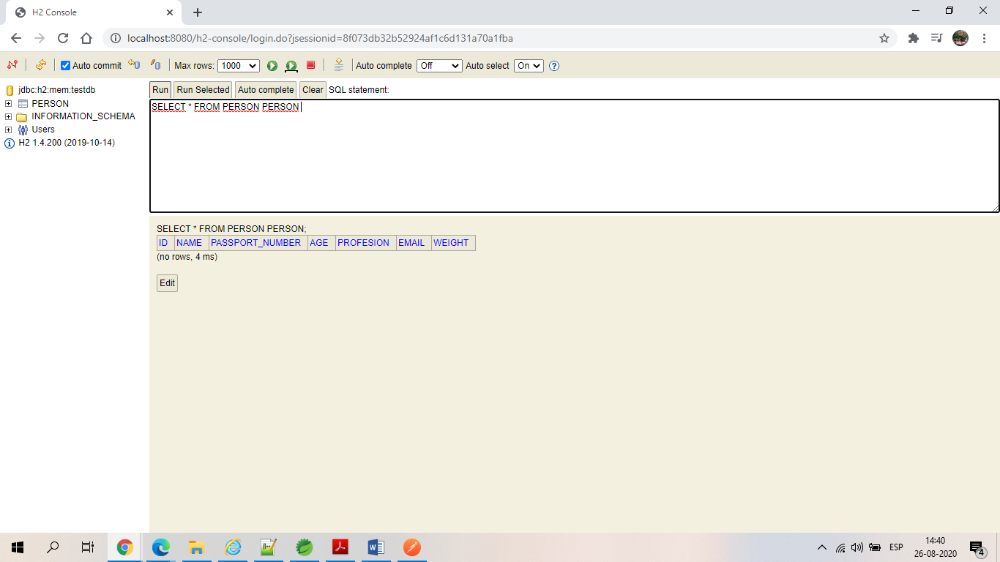 H2 Console
localhost:8080/h2-console/login.do?jsessionid=8f073db32b52924af1c6d131a70a1fba
Auto commit Max rows: 1000 Auto complete Off Auto select On
jdbc:h2:mem:testdb
PERSON
INFORMATION_SCHEMA
Users
H2 1.4.200 (2019-10-14)
Run Run Selected Auto complete Clear SQL statement:
SELECT * FROM PERSON PERSON
SELECT * FROM PERSON PERSON;
ID NAME PASSPORT_NUMBER AGE PROFESION EMAIL WEIGHT
(no rows, 4 ms)
Edit
ESP
14:40
26-08-2020
4